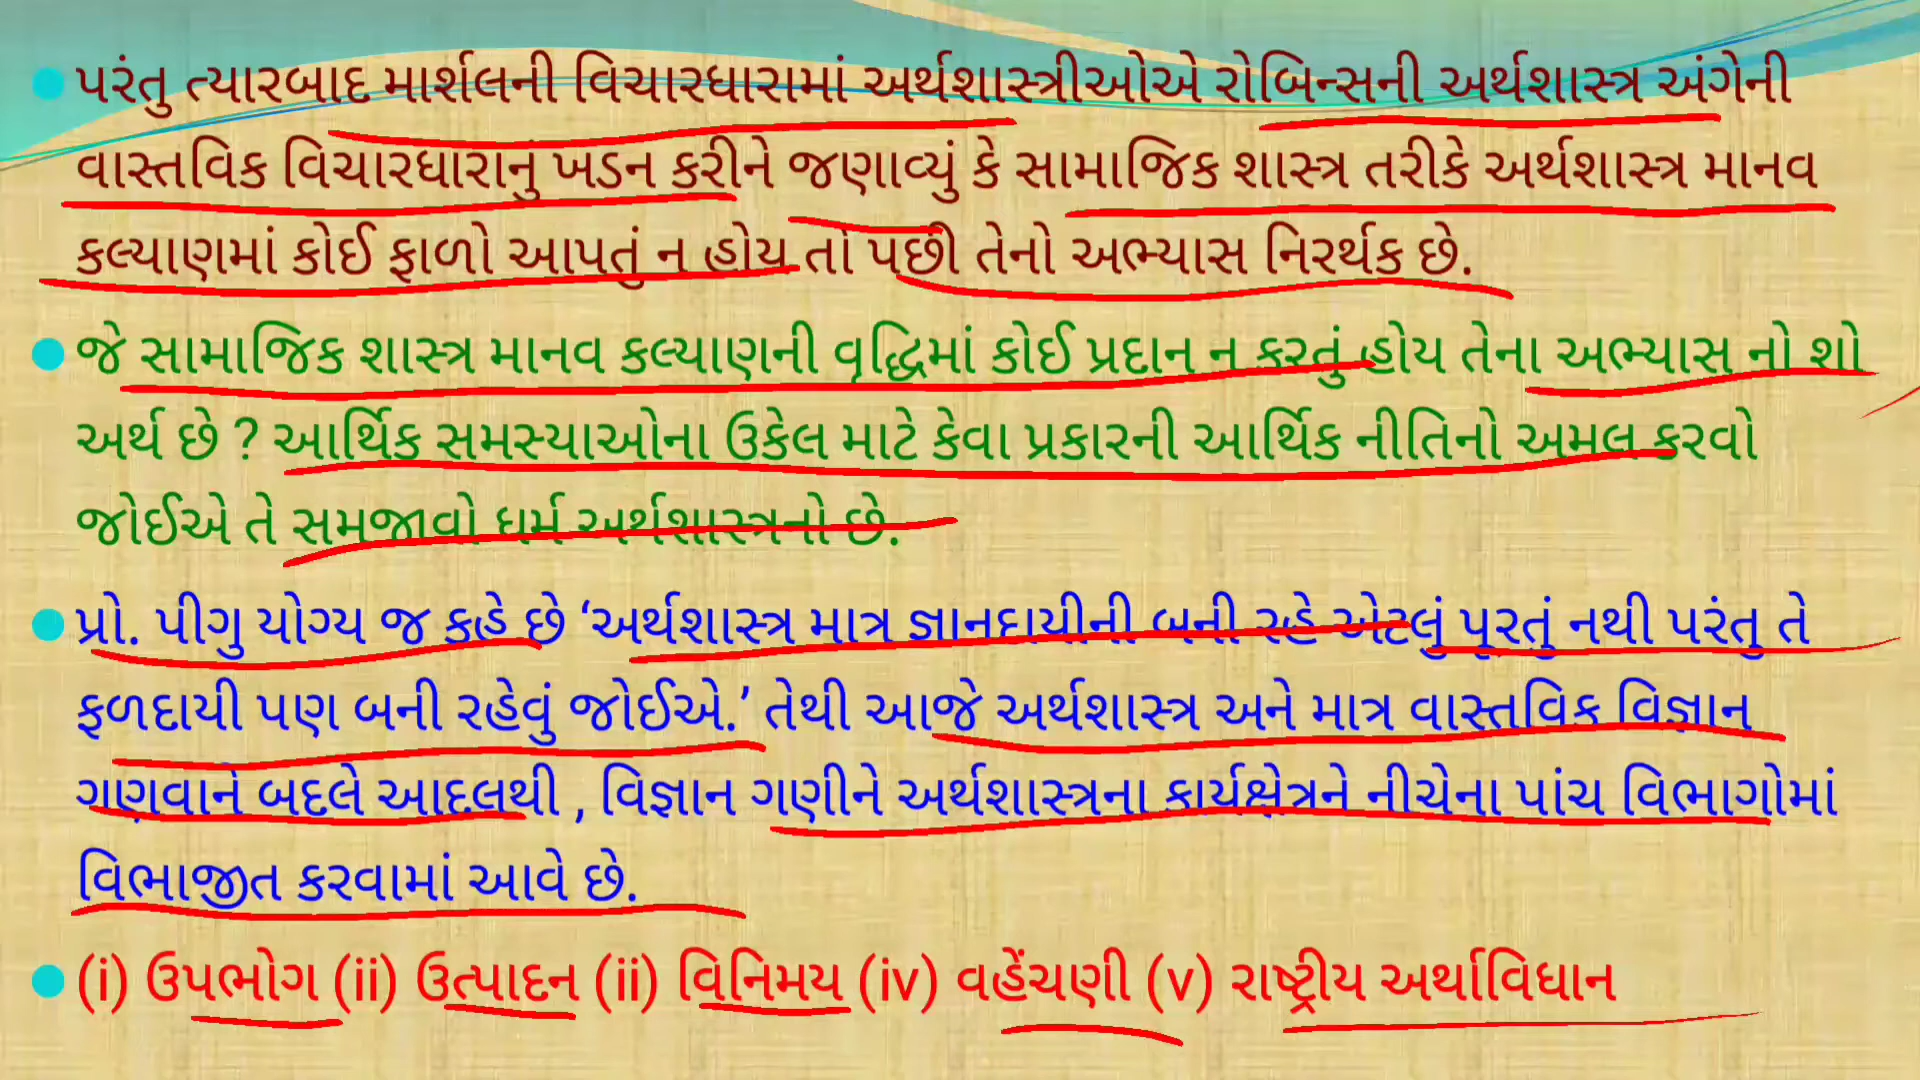 પરંતુ ત્યારબાદ માર્શલની વિચારધારામાં અર્થશાસ્ત્રીઓએ રોબિન્સની અર્થશાસ્ત્ર અંગેની
વાસ્તવિક વિચારધારાનું ખડન કરીને જણાવ્યું કે સામાજિક શાસ્ત્ર તરીકે અર્થશાસ્ત્ર માનવ
કલ્યાણમાં કોઈ ફાળો આપતું ન હોય તો પછી તેનો અભ્યાસ નિરર્થક છે.
જે સામાજિક શાસ્ત્ર માનવ કલ્યાણની વૃદ્ધિમાં કોઈ પ્રદાન ન કરતું હોય તેના અભ્યાસ નો શો
અર્થ છે ? આર્થિક સમસ્યાઓના ઉકેલ માટે કેવા પ્રકારની આર્થિક નીતિનો અમલ કરવો
જોઈએ તે સમજાવો ધર્મ અર્થશાસ્ત્રનો છે.
પ્રો. પીગુ યોગ્ય જ કહે છે ‘અર્થશાસ્ત્ર માત્ર જ્ઞાનદાયીની બની રહે એટલું પૂરતું નથી પરંતુ તે
ફળદાયી પણ બની રહેવું જોઈએ.’ તેથી આજે અર્થશાસ્ત્ર અને માત્ર વાસ્તવિક વિજ્ઞાન
ગણવાને બદલે આદલથી , વિજ્ઞાન ગણીને અર્થશાસ્ત્રના કાર્યક્ષેત્રને નીચેના પાંચ વિભાગોમાં
વિભાજીત કરવામાં આવે છે.
(i) ઉપભોગ (ii) ઉત્પાદન (ii) વિનિમય (iv) વહેંચણી (v) રાષ્ટ્રીય અર્થાવિધાન